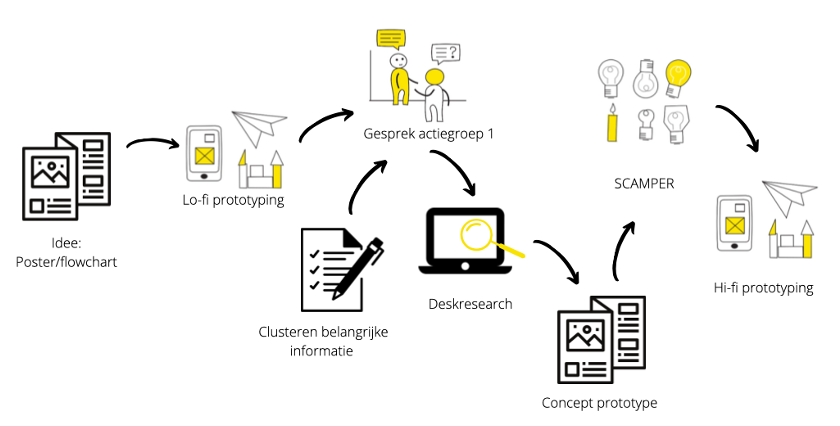 Idee:
Poster/flowchart
Lo-fi prototyping
Gesprek actiegroep 1
?
Clusteren belangrijke
informatie
Deskresearch
Concept prototype
SCAMPER
Hi-fi prototyping